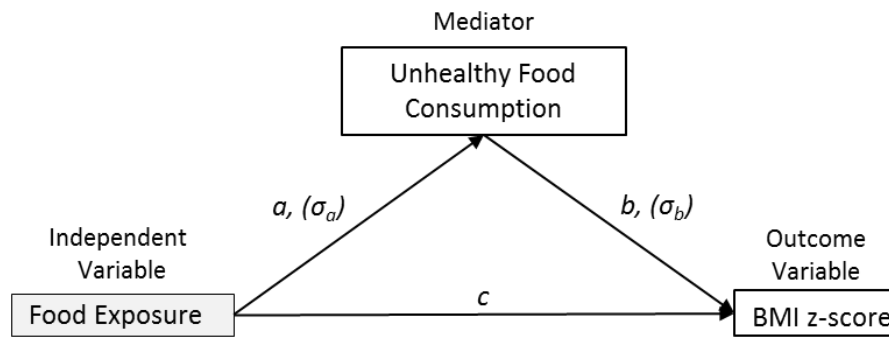 Mediator
Unhealthy Food
Consumption
a, (σa)
b, (σb)
Independent
Variable
Outcome
Variable
Food Exposure
c
BMI z-score